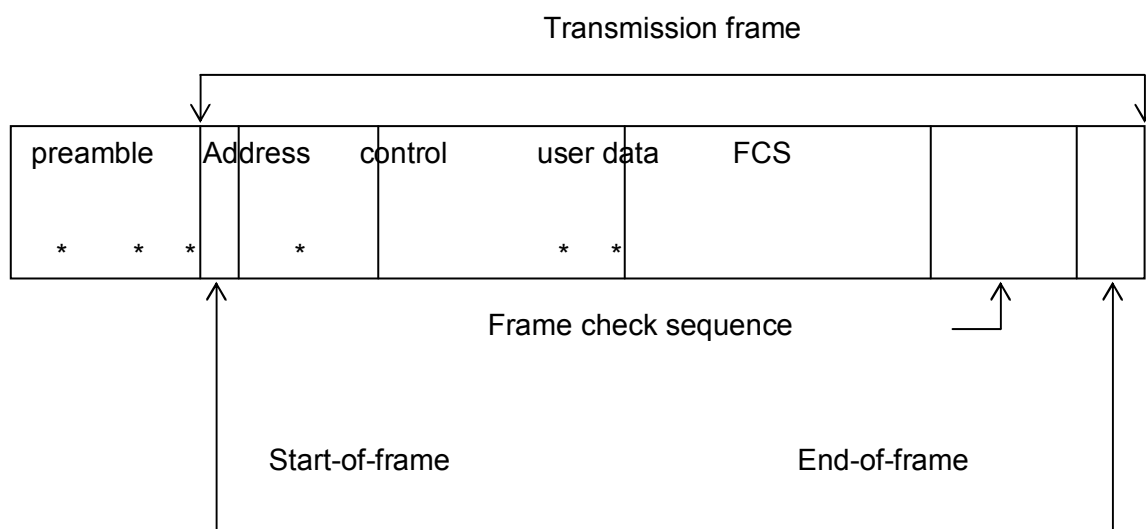 Transmission frame
preamble Address control user data FCS
* * * * * *
Frame check sequence
Start-of-frame End-of-frame